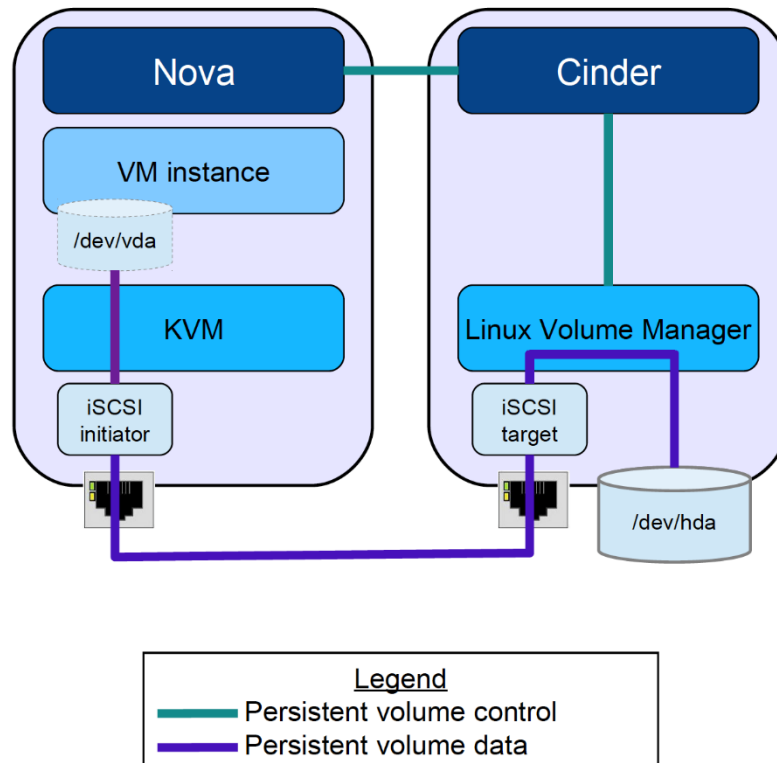 Nova
Cinder
VM instance
/dev/vda
KVM
Linux Volume Manager
iSCSI
initiator
iSCSI
target
/dev/hda
Legend
Persistent volume control
Persistent volume data